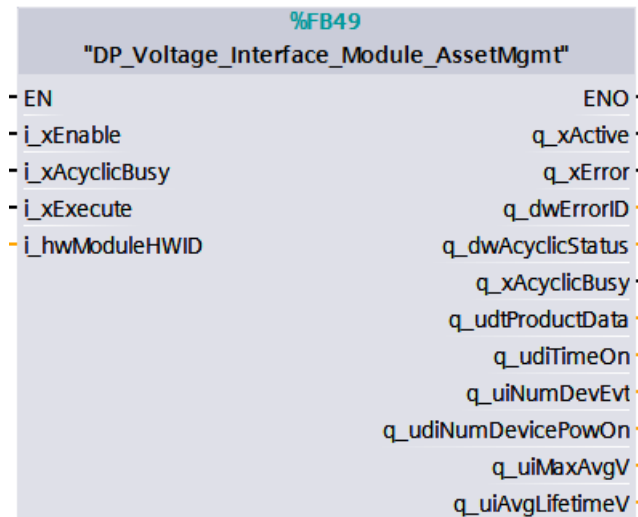 %FB49
"DP_Voltage_Interface_Module_AssetMgmt"
EN ENO
i_xEnable q_xActive
i_xAcyclicBusy q_xError
i_xExecute q_dwErrorID
i_hwModuleHWID q_dwAcyclicStatus
q_xAcyclicBusy
q_udtProductData
q_udiTimeOn
q_uiNumDevEvt
q_udiNumDevicePowOn
q_uiMaxAvgV
q_uiAvgLifetimeV